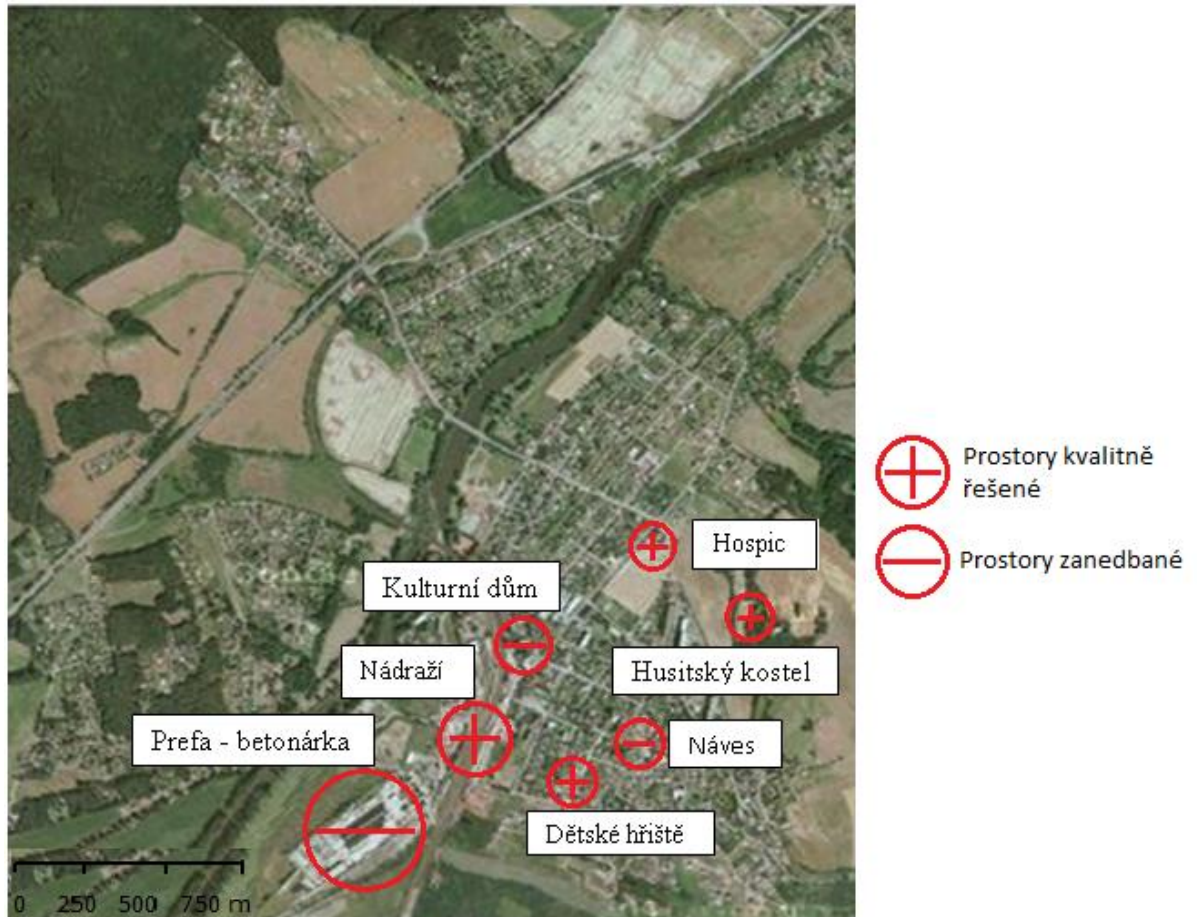 Prostory kvalitně
řešené
Prostory zanedbané
Hospic
Kulturní dům
Husitský kostel
Nádraží
Prefa - betonárka
Náves
Dětské hřiště
0 250 500 750 m